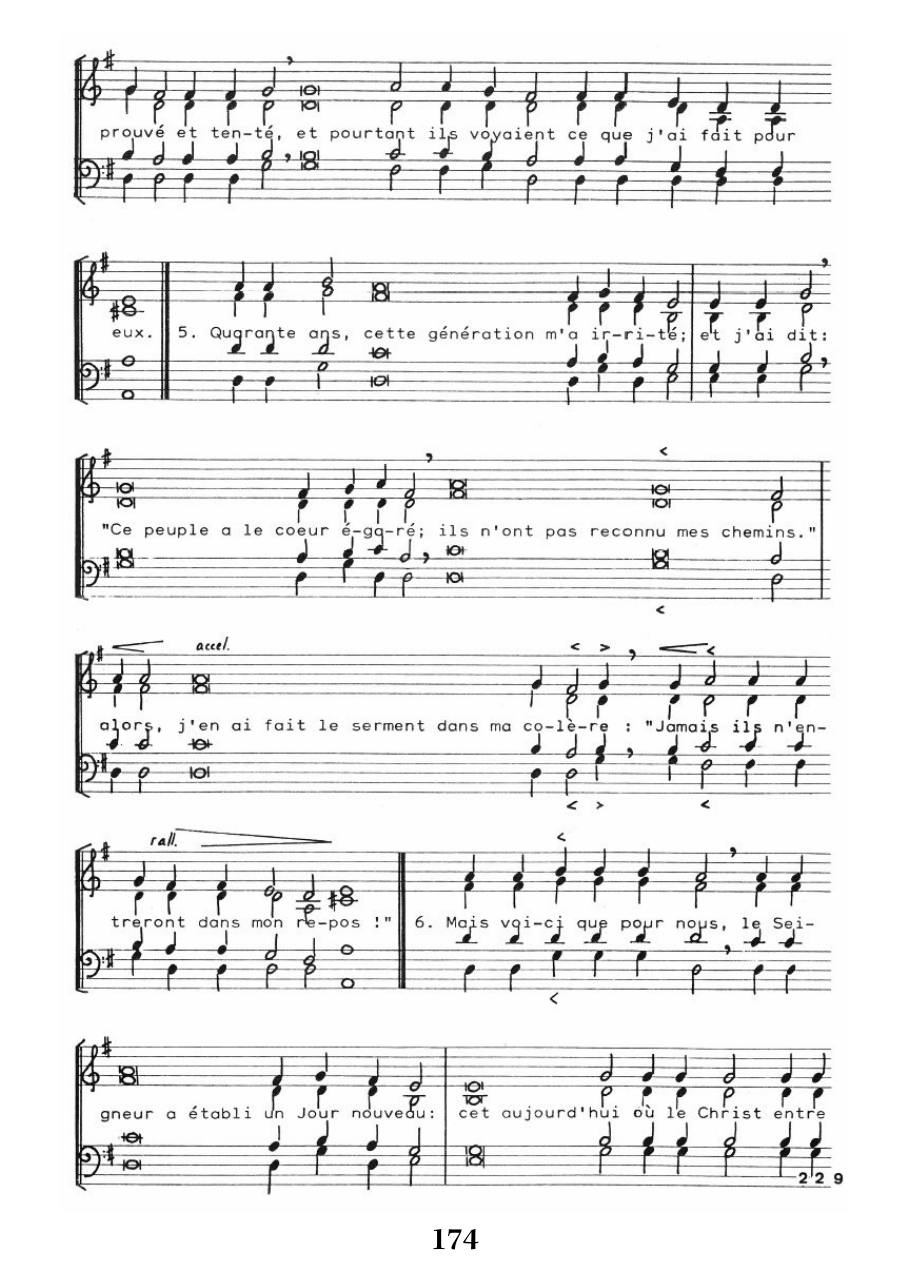 prouvé et ten-té, et pourtant ils voyaient ce que j'ai fait pour
eux. 5. Quarante ans, cette génération m'a ir-ri-té; et j'ai dit:
"Ce peuple a le coeur é-ga-ré; ils n'ont pas reconnu mes chemins."
accel.
alors, j'en ai fait le serment dans ma co-lè-re : "Jamais ils n'en-
rall.
treront dans mon re-pos !" 6. Mais voi-ci que pour nous, le Sei-
gneur a établi un Jour nouveau: cet aujourd'hui où le Christ entre
229
174